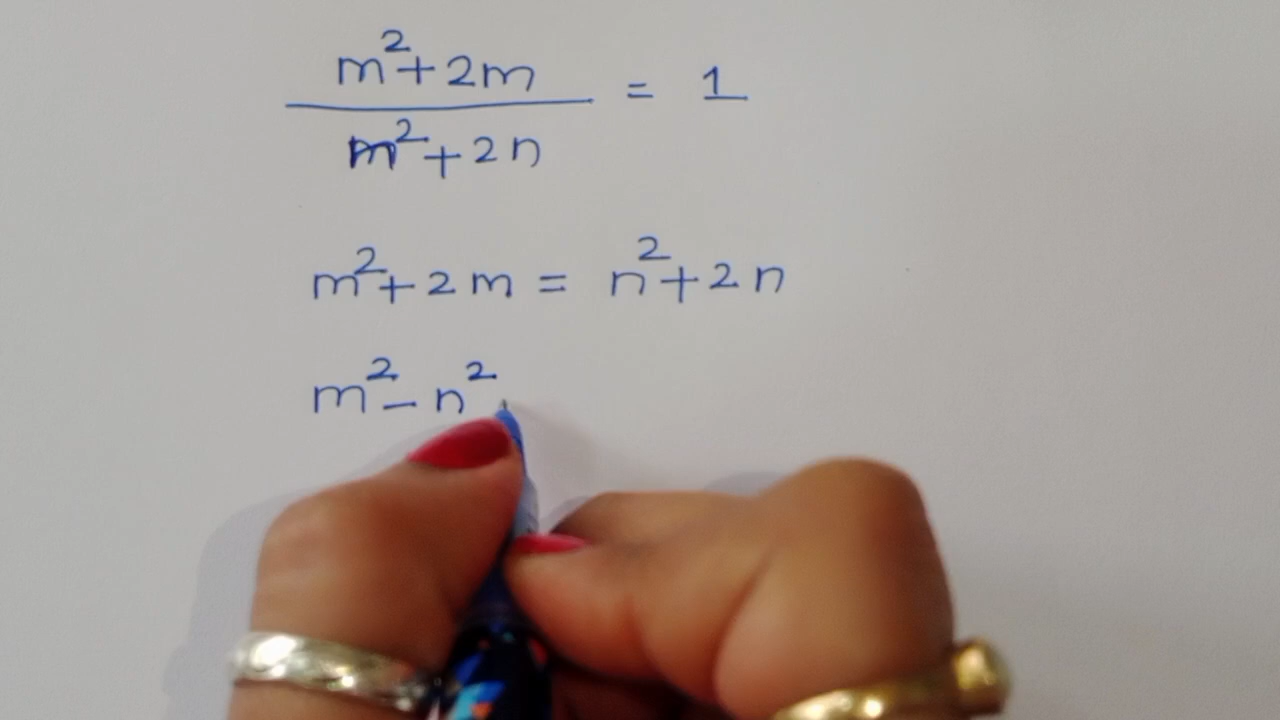 m²+2m
m²+2n
= 1
m²+2m = n²+2n
m²-n²